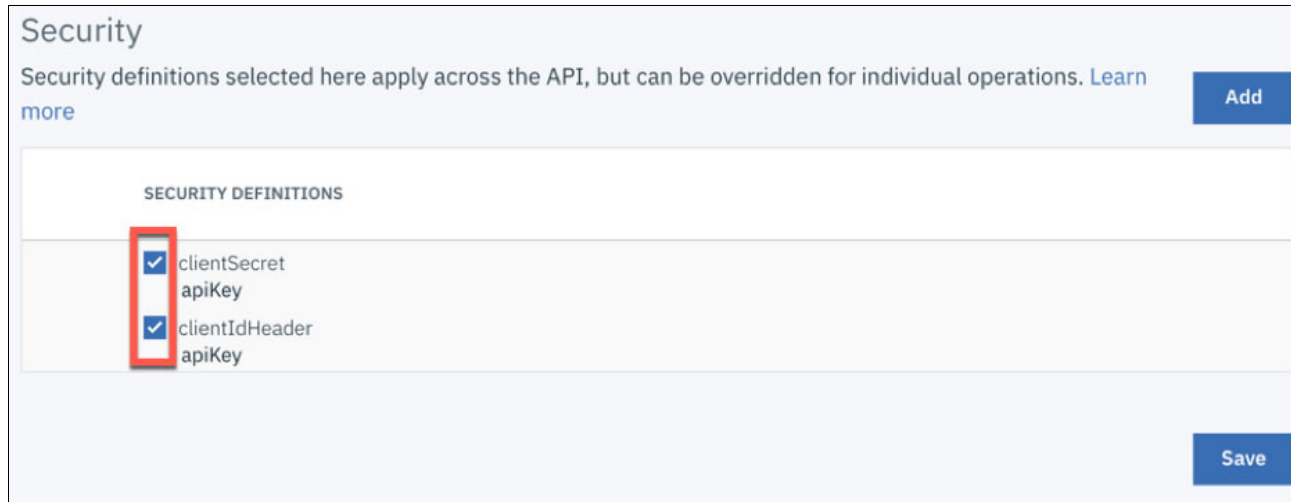 Security
Security definitions selected here apply across the API, but can be overridden for individual operations. Learn
more
Add
SECURITY DEFINITIONS
clientSecret
apiKey
clientIdHeader
apiKey
Save